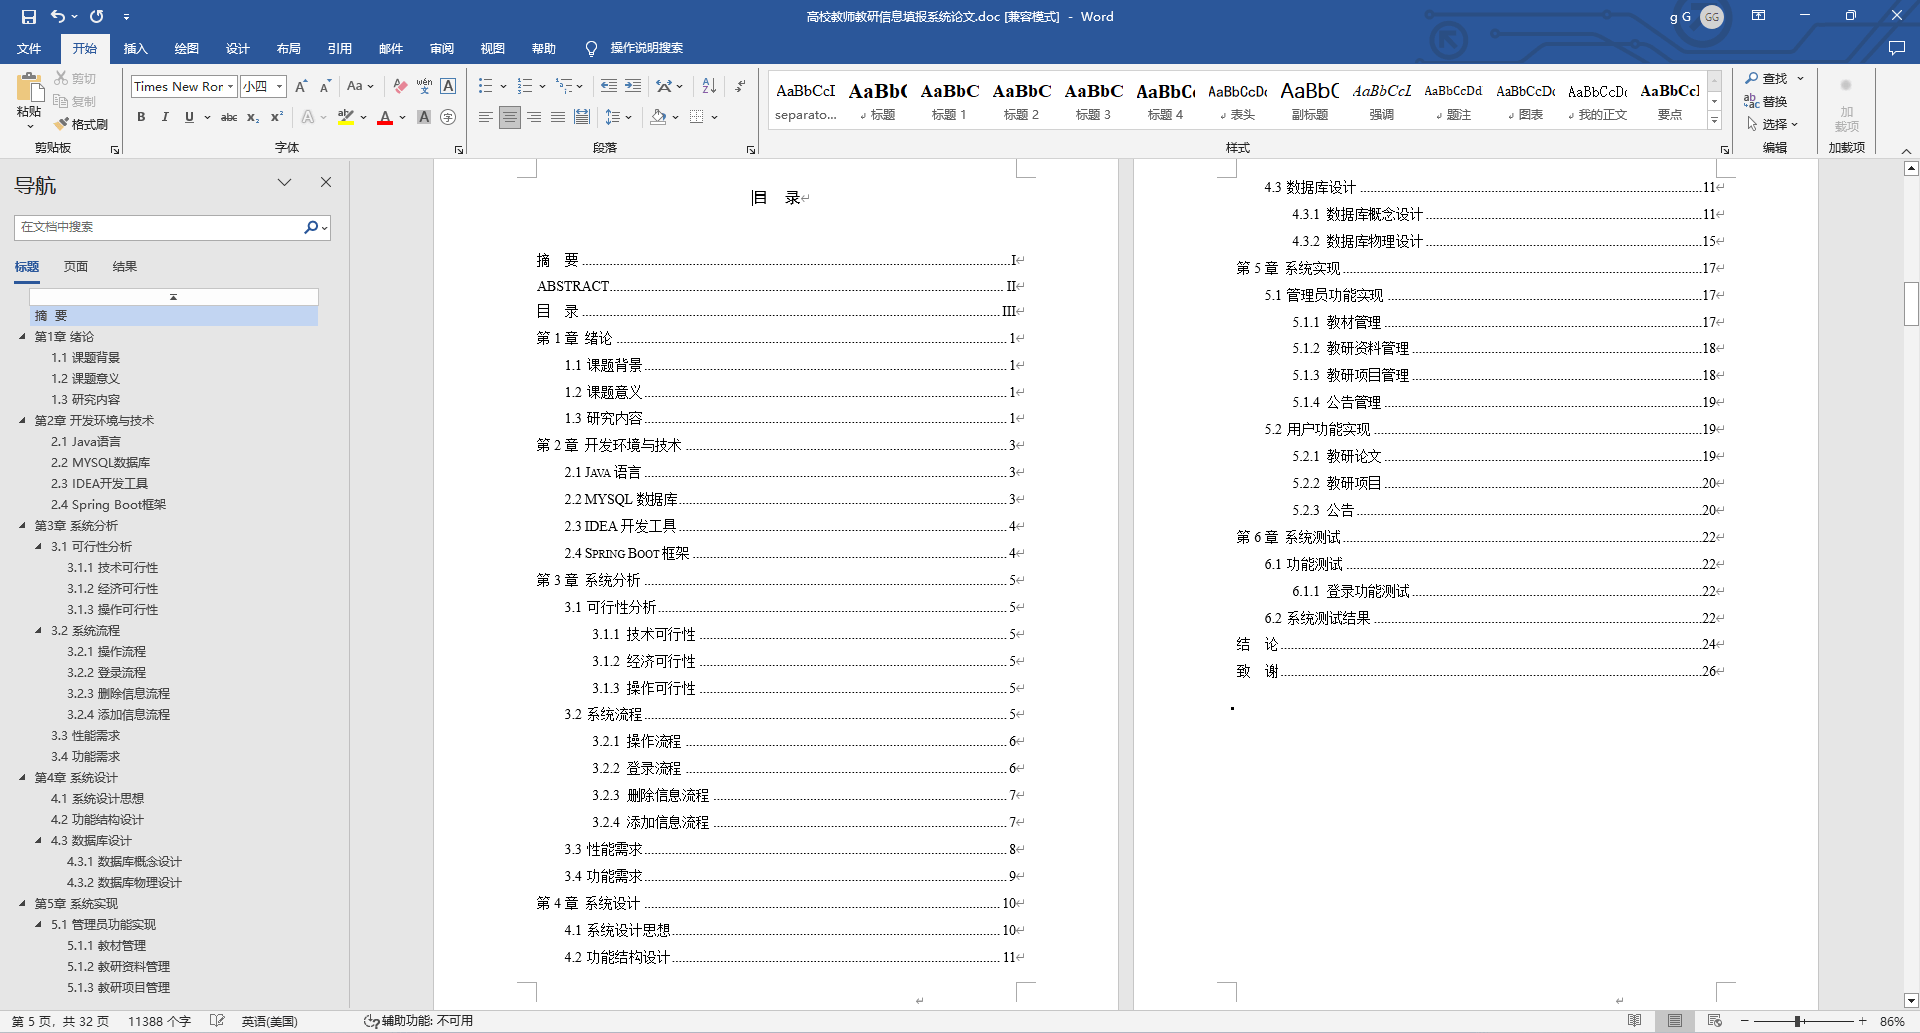 高校教师教研信息填报系统论文.doc [兼容模式] - Word
g G
GG
文件 开始 插入 绘图 设计 布局 引用 邮件 审阅 视图 帮助 操作说明搜索
粘贴
剪切
复制
格式刷
剪贴板
Times New Ror
小四
字体
段落
AaBbCcI separato...
AaBb( 标题
AaBbC 标题 1
AaBbC 标题 2
AaBbC 标题 3
AaBbC( 标题 4
AaBbCcDc 表头
AaBbC 副标题
AaBbCcL 强调
AaBbCcDd 题注
AaBbCcDc 图表
AaBbCcDc 我的正文
AaBbCcl 要点
样式
查找
替换
选择
编辑
加
载项
加载项
导航
在文档中搜索
标题 页面 结果
摘 要
第1章 绪论
1.1 课题背景
1.2 课题意义
1.3 研究内容
第2章 开发环境与技术
2.1 Java语言
2.2 MYSQL数据库
2.3 IDEA开发工具
2.4 Spring Boot框架
第3章 系统分析
3.1 可行性分析
3.1.1 技术可行性
3.1.2 经济可行性
3.1.3 操作可行性
3.2 系统流程
3.2.1 操作流程
3.2.2 登录流程
3.2.3 删除信息流程
3.2.4 添加信息流程
3.3 性能需求
3.4 功能需求
第4章 系统设计
4.1 系统设计思想
4.2 功能结构设计
4.3 数据库设计
4.3.1 数据库概念设计
4.3.2 数据库物理设计
第5章 系统实现
5.1 管理员功能实现
5.1.1 教材管理
5.1.2 教研资料管理
5.1.3 教研项目管理
目 录
摘 要 I
ABSTRACT II
目 录 III
第 1 章 绪论 1
1.1 课题背景 1
1.2 课题意义 1
1.3 研究内容 1
第 2 章 开发环境与技术 3
2.1 JAVA 语言 3
2.2 MYSQL 数据库 3
2.3 IDEA 开发工具 4
2.4 SPRING BOOT 框架 4
第 3 章 系统分析 5
3.1 可行性分析 5
3.1.1 技术可行性 5
3.1.2 经济可行性 5
3.1.3 操作可行性 5
3.2 系统流程 5
3.2.1 操作流程 6
3.2.2 登录流程 6
3.2.3 删除信息流程 7
3.2.4 添加信息流程 7
3.3 性能需求 8
3.4 功能需求 9
第 4 章 系统设计 10
4.1 系统设计思想 10
4.2 功能结构设计 11
4.3 数据库设计 11
4.3.1 数据库概念设计 11
4.3.2 数据库物理设计 15
第 5 章 系统实现 17
5.1 管理员功能实现 17
5.1.1 教材管理 17
5.1.2 教研资料管理 18
5.1.3 教研项目管理 18
5.1.4 公告管理 19
5.2 用户功能实现 19
5.2.1 教研论文 19
5.2.2 教研项目 20
5.2.3 公告 20
第 6 章 系统测试 22
6.1 功能测试 22
6.1.1 登录功能测试 22
6.2 系统测试结果 22
结 论 24
致 谢 26
第 5 页，共 32 页 11388 个字 英语(美国) 辅助功能: 不可用 86%